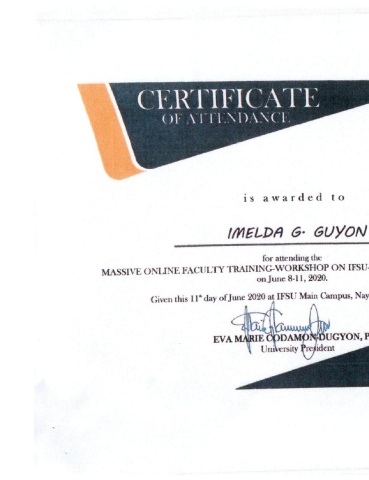 CERTIFICATE
OF ATTENDANCE
is awarded to
IMELDA G. GUYON
for attending the
MASSIVE ONLINE FACULTY TRAINING-WORKSHOP ON IFSU-
on June 8-11, 2020.
Given this 11" day of June 2020 at IFSU Main Campus, Nay
EVA MARIE CODAMON-DUGYON, P
University President